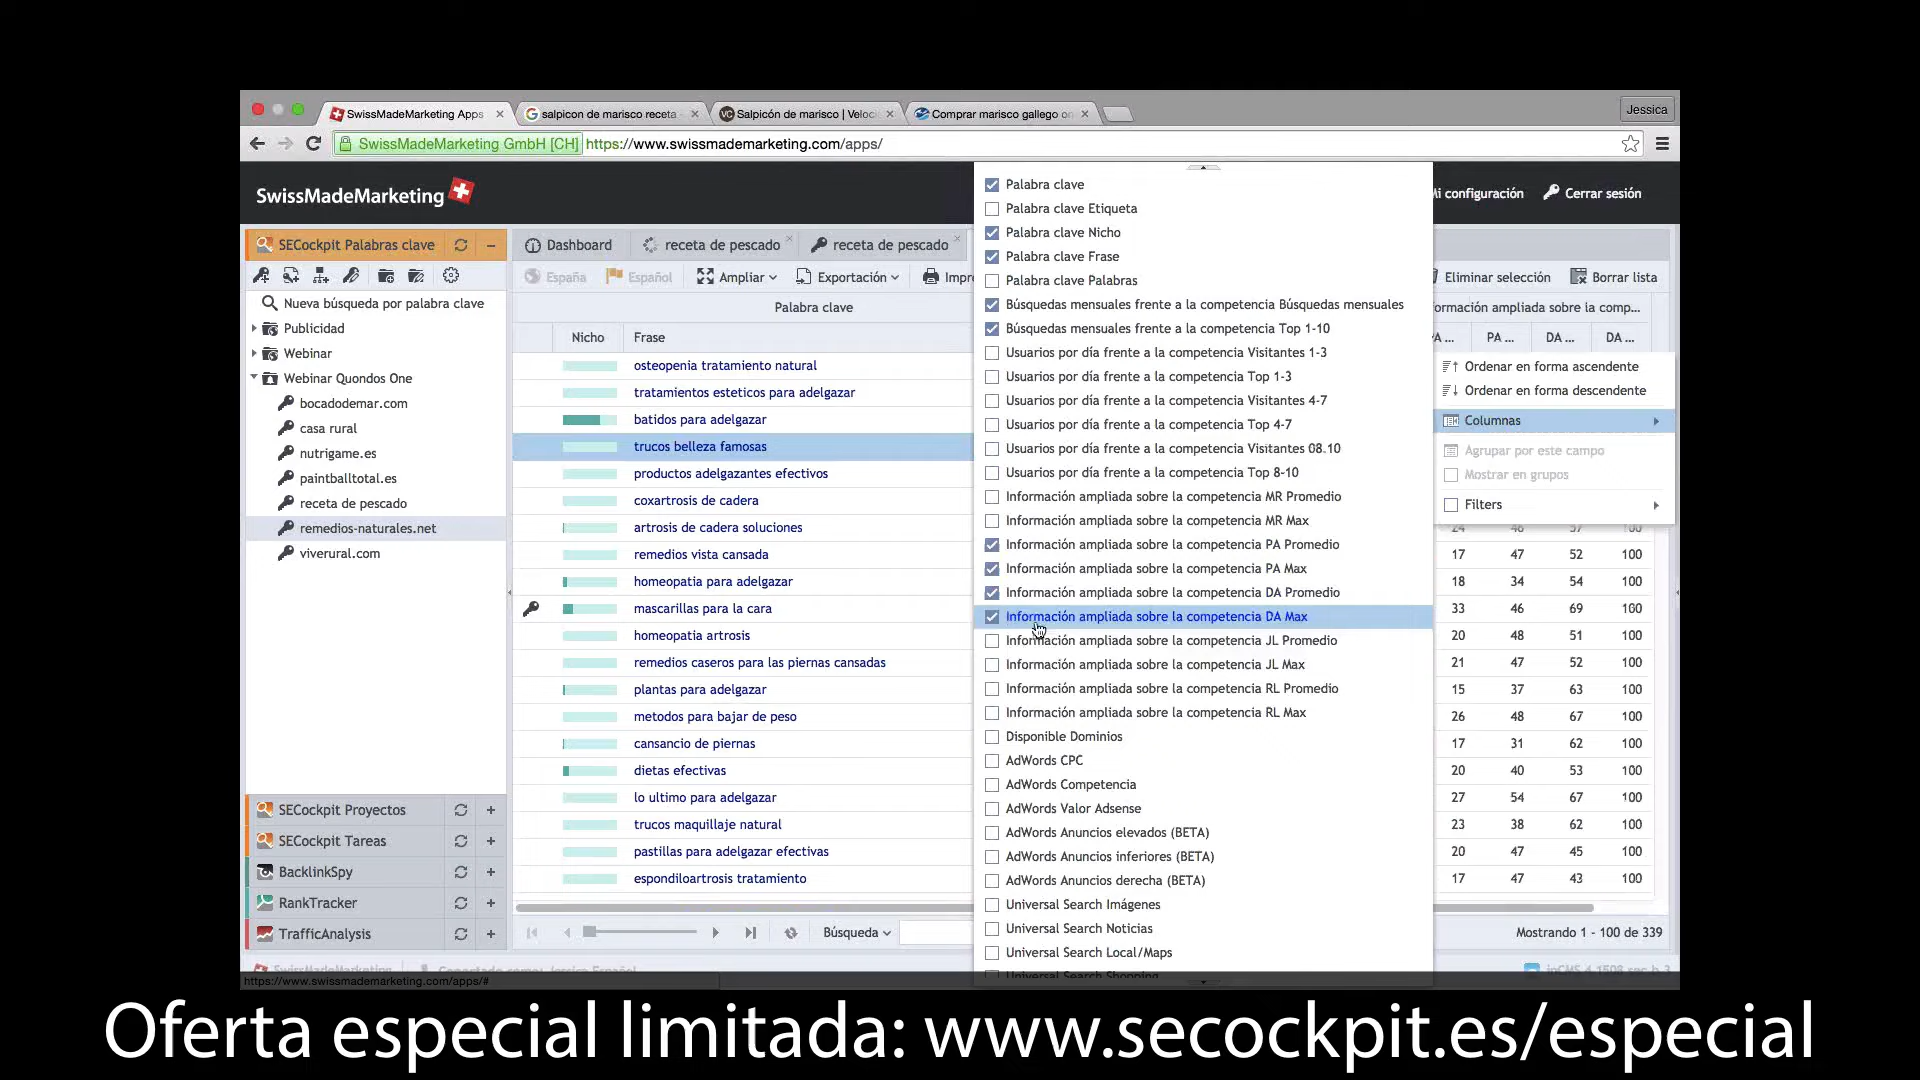 SwissMadeMarketing Apps
salpicon de marisco receta
Salpicón de marisco | Veloci
Comprar marisco gallego on
Jessica
SwissMadeMarketing GmbH [CH]
https://www.swissmademarketing.com/apps/
SwissMadeMarketing
Mi configuración
Cerrar sesión
SECockpit Palabras clave
Dashboard
receta de pescado
receta de pescado
España
Español
Ampliar
Exportación
Impre
Eliminar selección
Borrar lista
Nueva búsqueda por palabra clave
Publicidad
Webinar
Webinar Quondos One
bocadodemar.com
casa rural
nutrigame.es
paintballtotal.es
receta de pescado
remedios-naturales.net
viverural.com
SECockpit Proyectos
SECockpit Tareas
BacklinkSpy
RankTracker
TrafficAnalysis
Palabra clave
Nicho Frase
osteopenia tratamiento natural
tratamientos esteticos para adelgazar
batidos para adelgazar
trucos belleza famosas
productos adelgazantes efectivos
coxartrosis de cadera
artrosis de cadera soluciones
remedios vista cansada
homeopatia para adelgazar
mascarillas para la cara
homeopatia artrosis
remedios caseros para las piernas cansadas
plantas para adelgazar
metodos para bajar de peso
cansancio de piernas
dietas efectivas
lo ultimo para adelgazar
trucos maquillaje natural
pastillas para adelgazar efectivas
espondiloartrosis tratamiento
Palabra clave
Palabra clave Etiqueta
Palabra clave Nicho
Palabra clave Frase
Palabra clave Palabras
Búsquedas mensuales frente a la competencia Búsquedas mensuales
Búsquedas mensuales frente a la competencia Top 1-10
Usuarios por día frente a la competencia Visitantes 1-3
Usuarios por día frente a la competencia Top 1-3
Usuarios por día frente a la competencia Visitantes 4-7
Usuarios por día frente a la competencia Top 4-7
Usuarios por día frente a la competencia Visitantes 08.10
Usuarios por día frente a la competencia Top 8-10
Información ampliada sobre la competencia MR Promedio
Información ampliada sobre la competencia MR Max
Información ampliada sobre la competencia PA Promedio
Información ampliada sobre la competencia PA Max
Información ampliada sobre la competencia DA Promedio
Información ampliada sobre la competencia DA Max
Información ampliada sobre la competencia JL Promedio
Información ampliada sobre la competencia JL Max
Información ampliada sobre la competencia RL Promedio
Información ampliada sobre la competencia RL Max
Disponible Dominios
AdWords CPC
AdWords Competencia
AdWords Valor Adsense
AdWords Anuncios elevados (BETA)
AdWords Anuncios inferiores (BETA)
AdWords Anuncios derecha (BETA)
Universal Search Imágenes
Universal Search Noticias
Universal Search Local/Maps
Universal Search Shopping
ormación ampliada sobre la comp...
PA ... PA ... DA ... DA ...
Ordenar en forma ascendente
Ordenar en forma descendente
Columnas
Agrupar por este campo
Mostrar en grupos
Filters
24 46 57 100
17 47 52 100
18 34 54 100
33 46 69 100
20 48 51 100
21 47 52 100
15 37 63 100
26 48 67 100
17 31 62 100
20 40 53 100
27 54 67 100
23 38 62 100
20 47 45 100
17 47 43 100
Búsqueda
Mostrando 1 - 100 de 339
SwissMadeMarketing
Conectado como: Jessica Español
https://www.swissmademarketing.com/apps/#
Oferta especial limitada: www.secockpit.es/especial